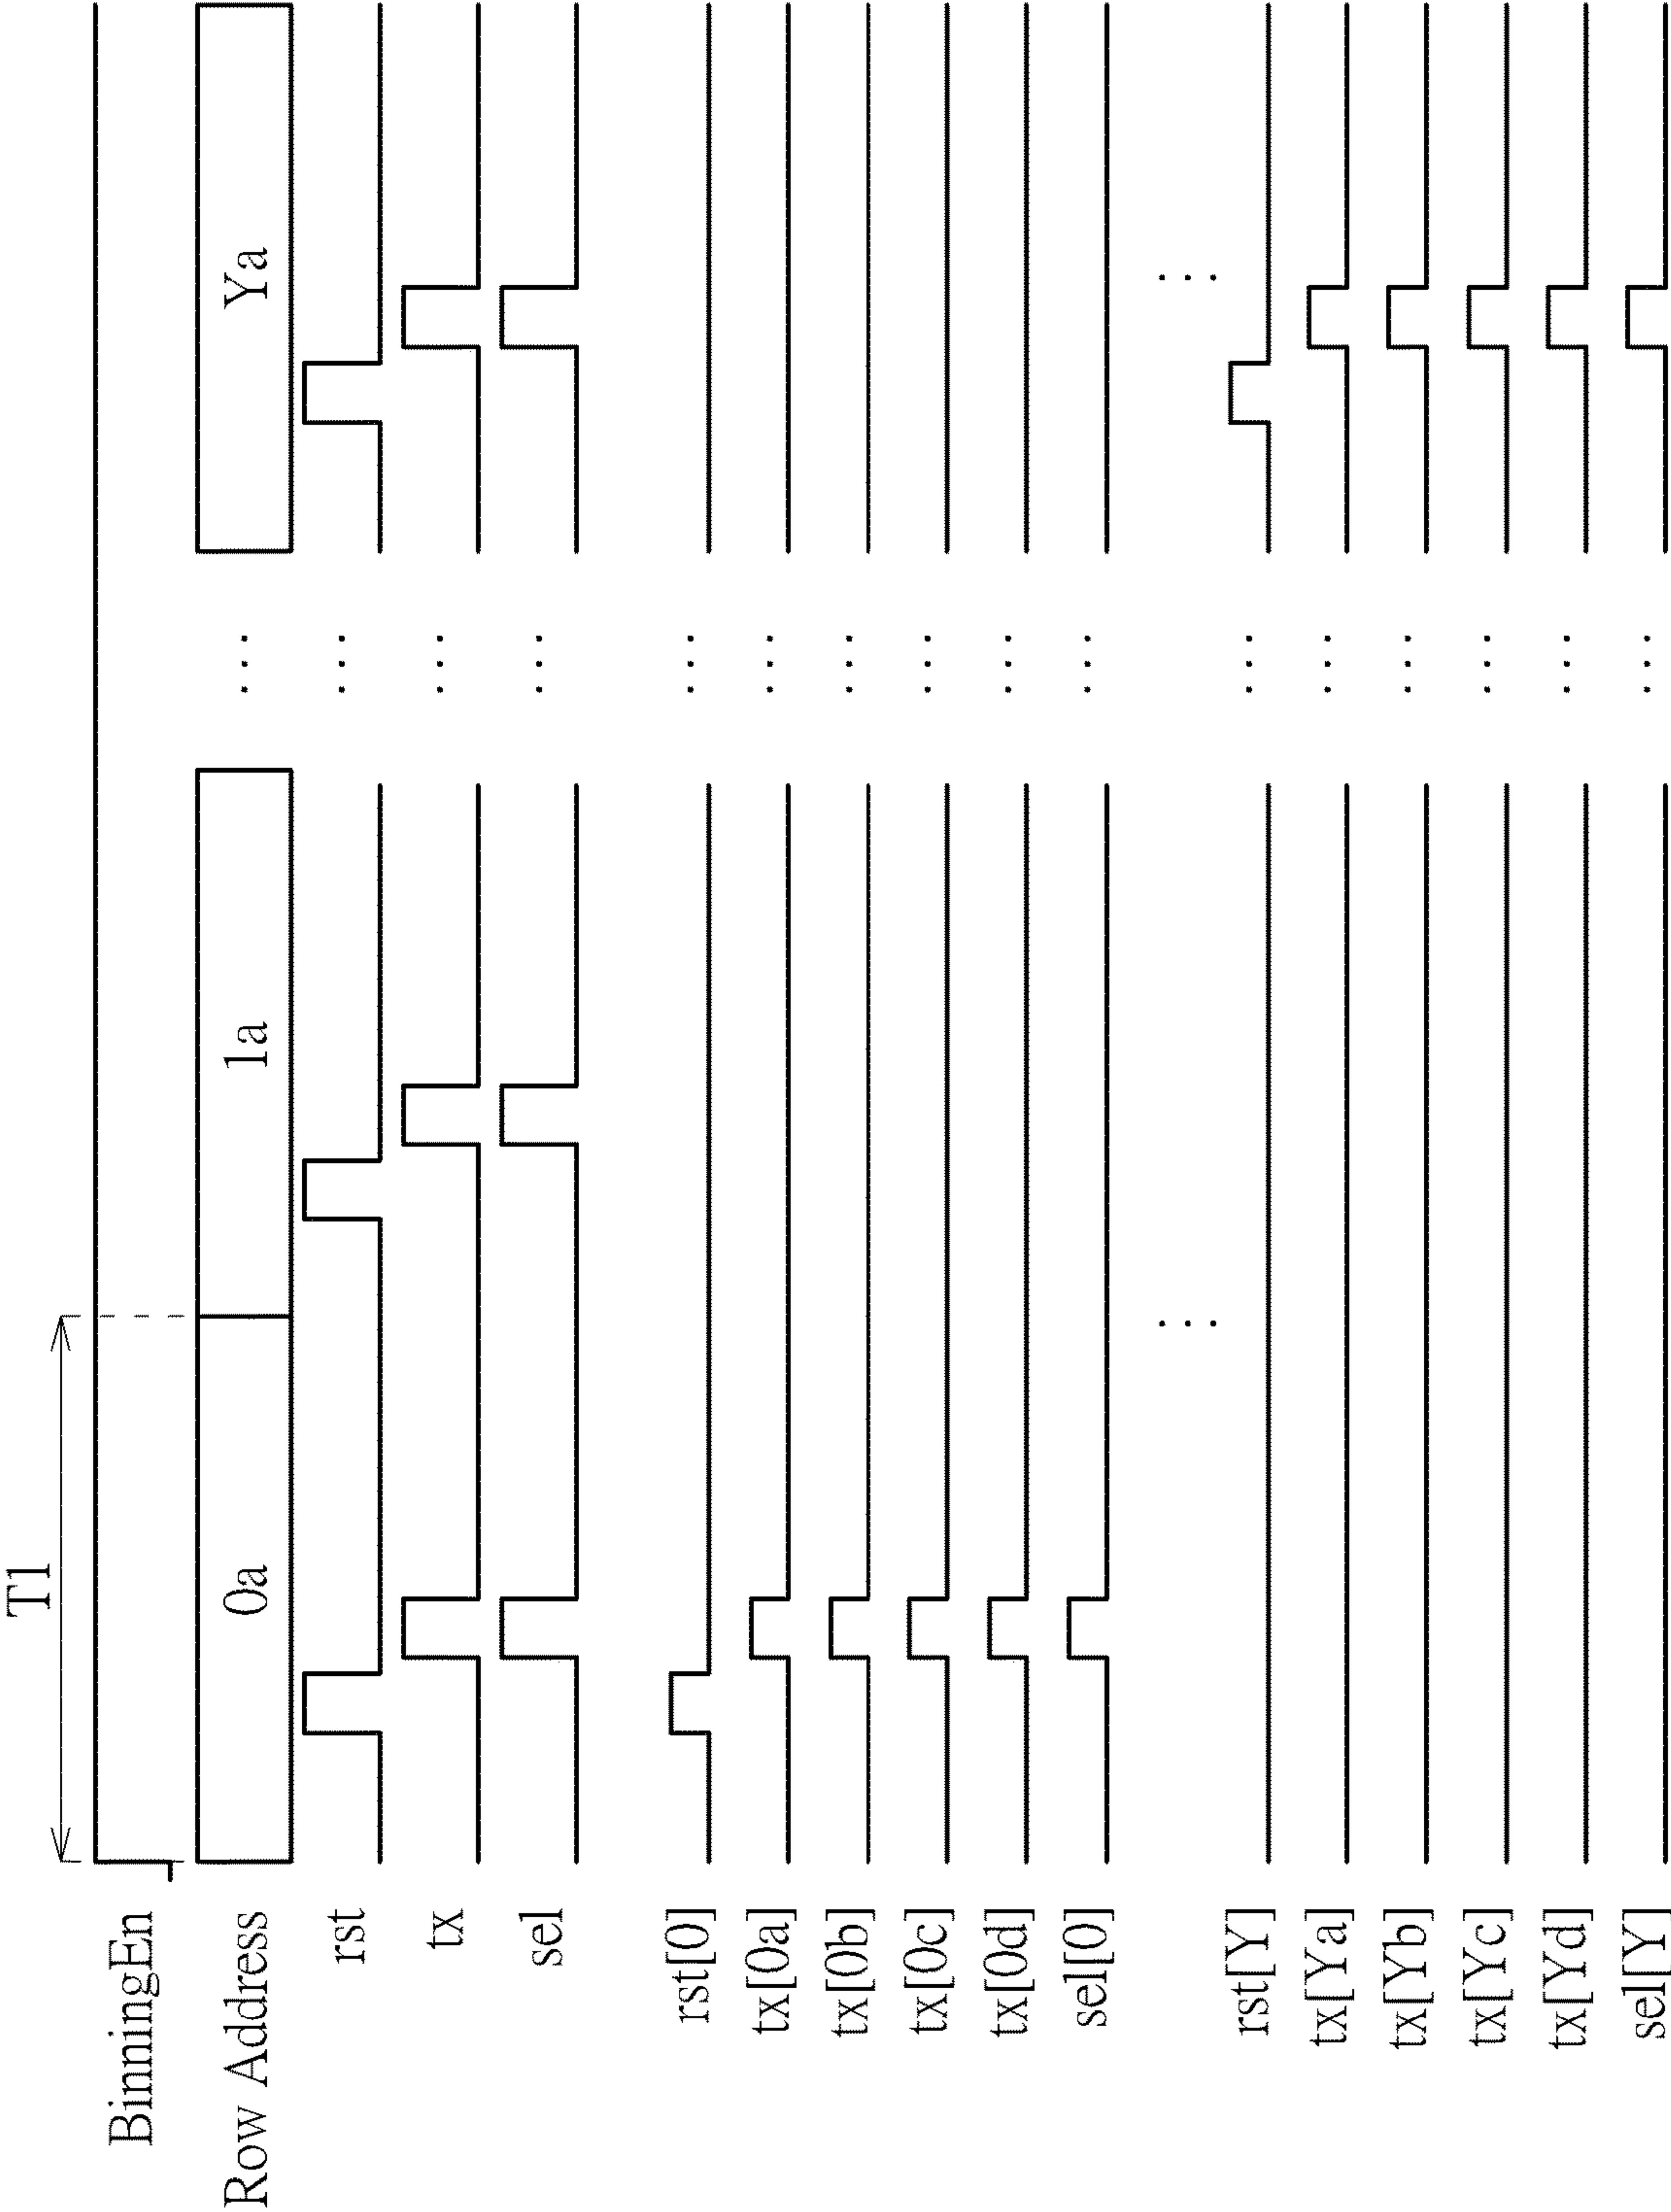 T1
BinningEn
Row Address 0a 1a ... Ya
rst ...
tx ...
sel ...
rst[0] ...
tx[0a] ...
tx[0b] ...
tx[0c] ...
tx[0d] ...
sel[0] ...
... ...
rst[Y] ...
tx[Ya] ...
tx[Yb] ...
tx[Yc] ...
tx[Yd] ...
sel[Y] ...